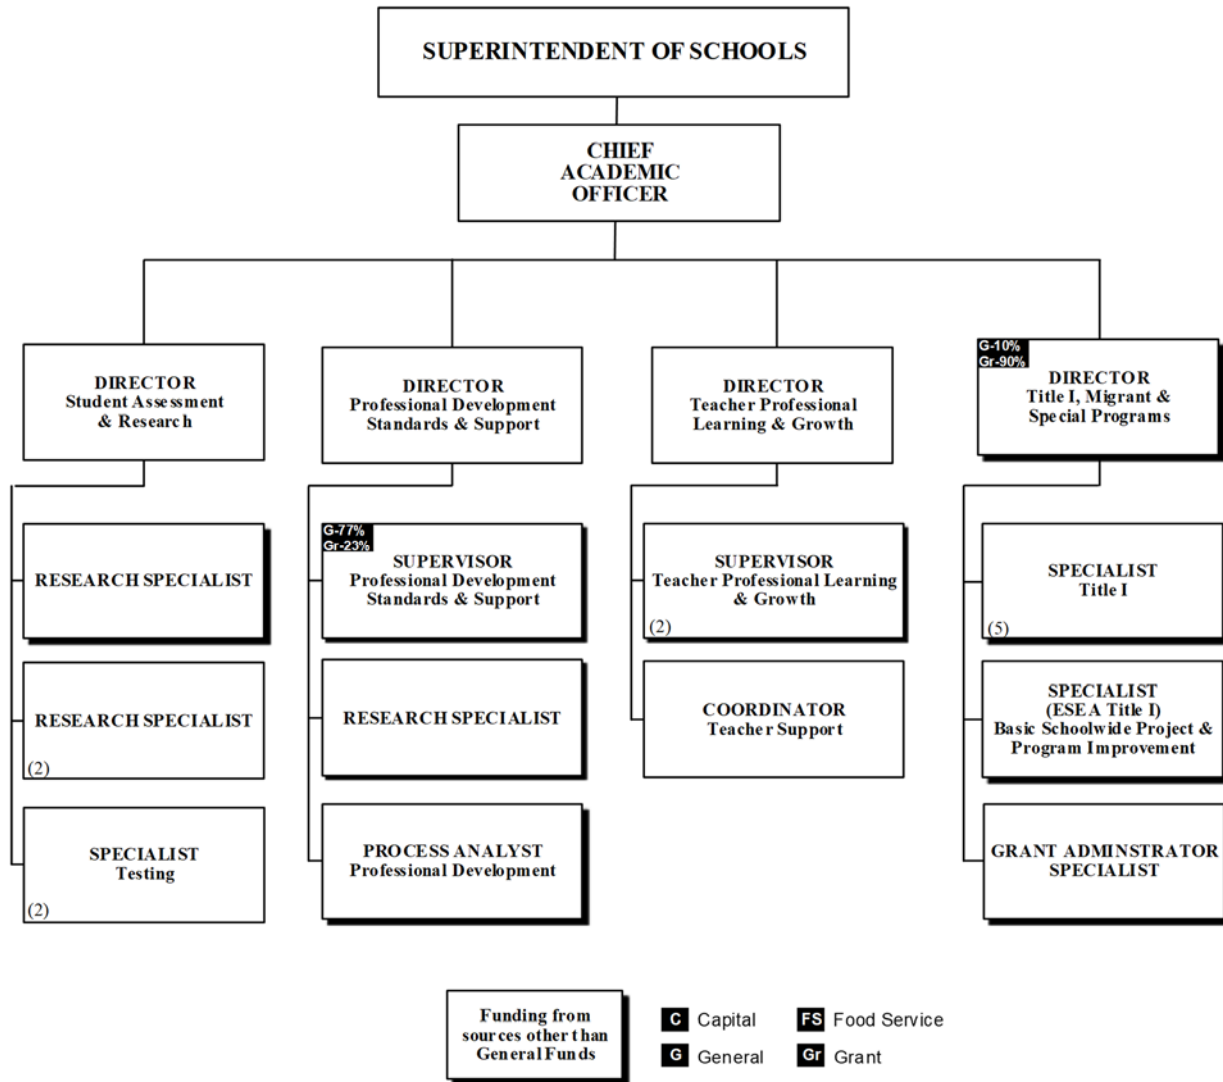 SUPERINTENDENT OF SCHOOLS
CHIEF
ACADEMIC
OFFICER
DIRECTOR
Student Assessment
& Research
DIRECTOR
Professional Development
Standards & Support
DIRECTOR
Teacher Professional
Learning & Growth
G-10%
Gr-90%
DIRECTOR
Title I, Migrant &
Special Programs
RESEARCH SPECIALIST
G-77%
Gr-23%
SUPERVISOR
Professional Development
Standards & Support
SUPERVISOR
Teacher Professional Learning
& Growth
(2)
SPECIALIST
Title I
(5)
RESEARCH SPECIALIST
(2)
RESEARCH SPECIALIST
COORDINATOR
Teacher Support
SPECIALIST
(ESEA Title I)
Basic Schoolwide Project &
Program Improvement
SPECIALIST
Testing
(2)
PROCESS ANALYST
Professional Development
GRANT ADMINSTRATOR
SPECIALIST
Funding from
sources other than
General Funds
C Capital
FS Food Service
G General
Gr Grant